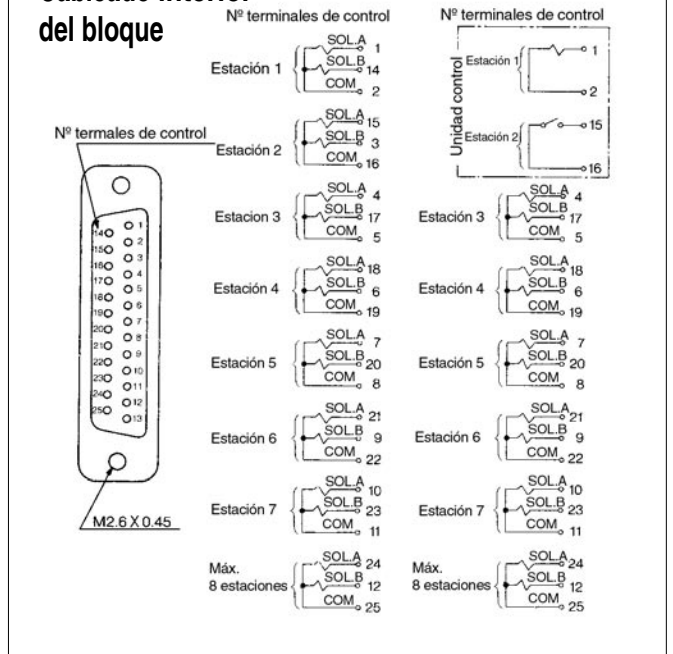 del bloque
Nº terminales de control
Estación 1
SOL.A 1
SOL.B 14
COM 2
Estación 2
SOL.A 15
SOL.B 3
COM 16
Estacion 3
SOL.A 4
SOL.B 17
COM 5
Estación 4
SOL.A 18
SOL.B 6
COM 19
Estación 5
SOL.A 7
SOL.B 20
COM 8
Estación 6
SOL.A 21
SOL.B 9
COM 22
Estación 7
SOL.A 10
SOL.B 23
COM 11
Máx.
8 estaciones
SOL.A 24
SOL.B 12
COM 25
Nº terminales de control
Unidad control
Estación 1
1
2
Estación 2
15
16
Estación 3
SOL.A 4
SOL.B 17
COM 5
Estación 4
SOL.A 18
SOL.B 6
COM 19
Estación 5
SOL.A 7
SOL.B 20
COM 8
Estación 6
SOL.A 21
SOL.B 9
COM 22
Estación 7
SOL.A 10
SOL.B 23
COM 11
Máx.
8 estaciones
SOL.A 24
SOL.B 12
COM 25
Nº termales de control
14 1
15 2
16 3
17 4
18 5
19 6
20 7
21 8
22 9
23 10
24 11
25 12
13
M2.6 X 0.45